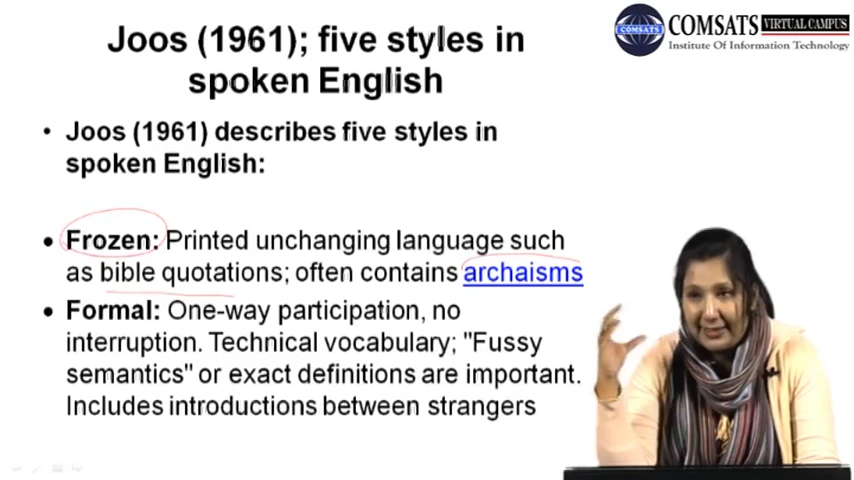 Joos (1961); five styles in
spoken English
COMSATS VIRTUAL CAMPUS
Institute Of Information Technology
COMSATS
• Joos (1961) describes five styles in
spoken English:
• Frozen: Printed unchanging language such
as bible quotations; often contains archaisms
• Formal: One-way participation, no
interruption. Technical vocabulary; "Fussy
semantics" or exact definitions are important.
Includes introductions between strangers